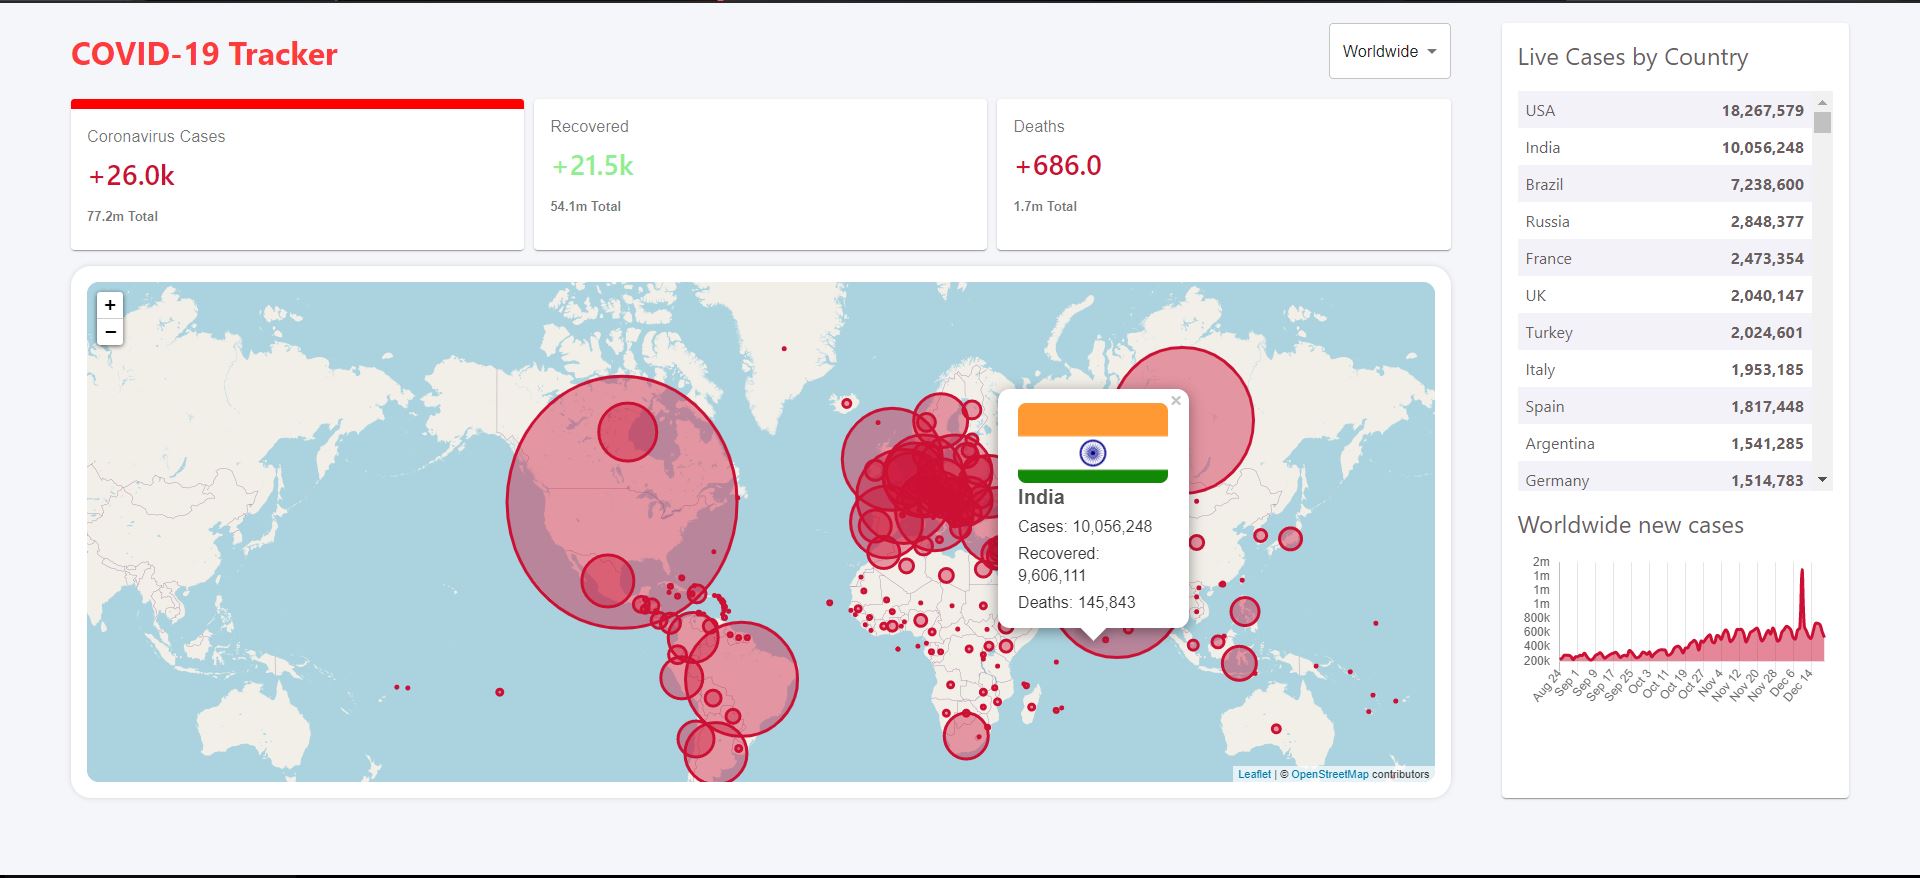 COVID-19 Tracker
Worldwide
Coronavirus Cases
+26.0k
77.2m Total
Recovered
+21.5k
54.1m Total
Deaths
+686.0
1.7m Total
+
−
×
India
Cases: 10,056,248
Recovered:
9,606,111
Deaths: 145,843
Leaflet | © OpenStreetMap contributors
Live Cases by Country
USA 18,267,579
India 10,056,248
Brazil 7,238,600
Russia 2,848,377
France 2,473,354
UK 2,040,147
Turkey 2,024,601
Italy 1,953,185
Spain 1,817,448
Argentina 1,541,285
Germany 1,514,783
Worldwide new cases
2m
1m
1m
1m
800k
600k
400k
200k
Aug 24
Sep 1
Sep 9
Sep 17
Sep 25
Oct 3
Oct 11
Oct 19
Oct 27
Nov 4
Nov 12
Nov 20
Nov 28
Dec 6
Dec 14